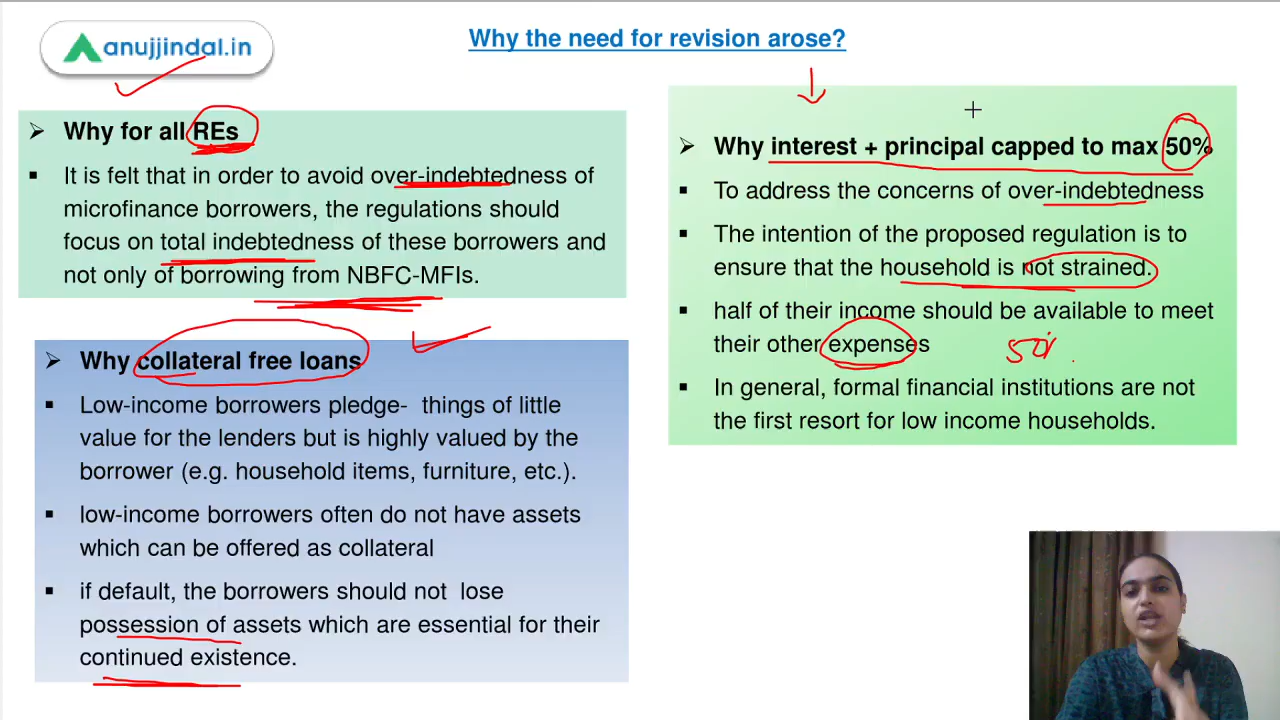 anujjindal.in
Why the need for revision arose?
Why for all REs
It is felt that in order to avoid over-indebtedness of
microfinance borrowers, the regulations should
focus on total indebtedness of these borrowers and
not only of borrowing from NBFC-MFIs.
Why collateral free loans
Low-income borrowers pledge- things of little
value for the lenders but is highly valued by the
borrower (e.g. household items, furniture, etc.).
low-income borrowers often do not have assets
which can be offered as collateral
if default, the borrowers should not lose
possession of assets which are essential for their
continued existence.
Why interest + principal capped to max 50%
To address the concerns of over-indebtedness
The intention of the proposed regulation is to
ensure that the household is not strained.
half of their income should be available to meet
their other expenses
50%.
In general, formal financial institutions are not
the first resort for low income households.